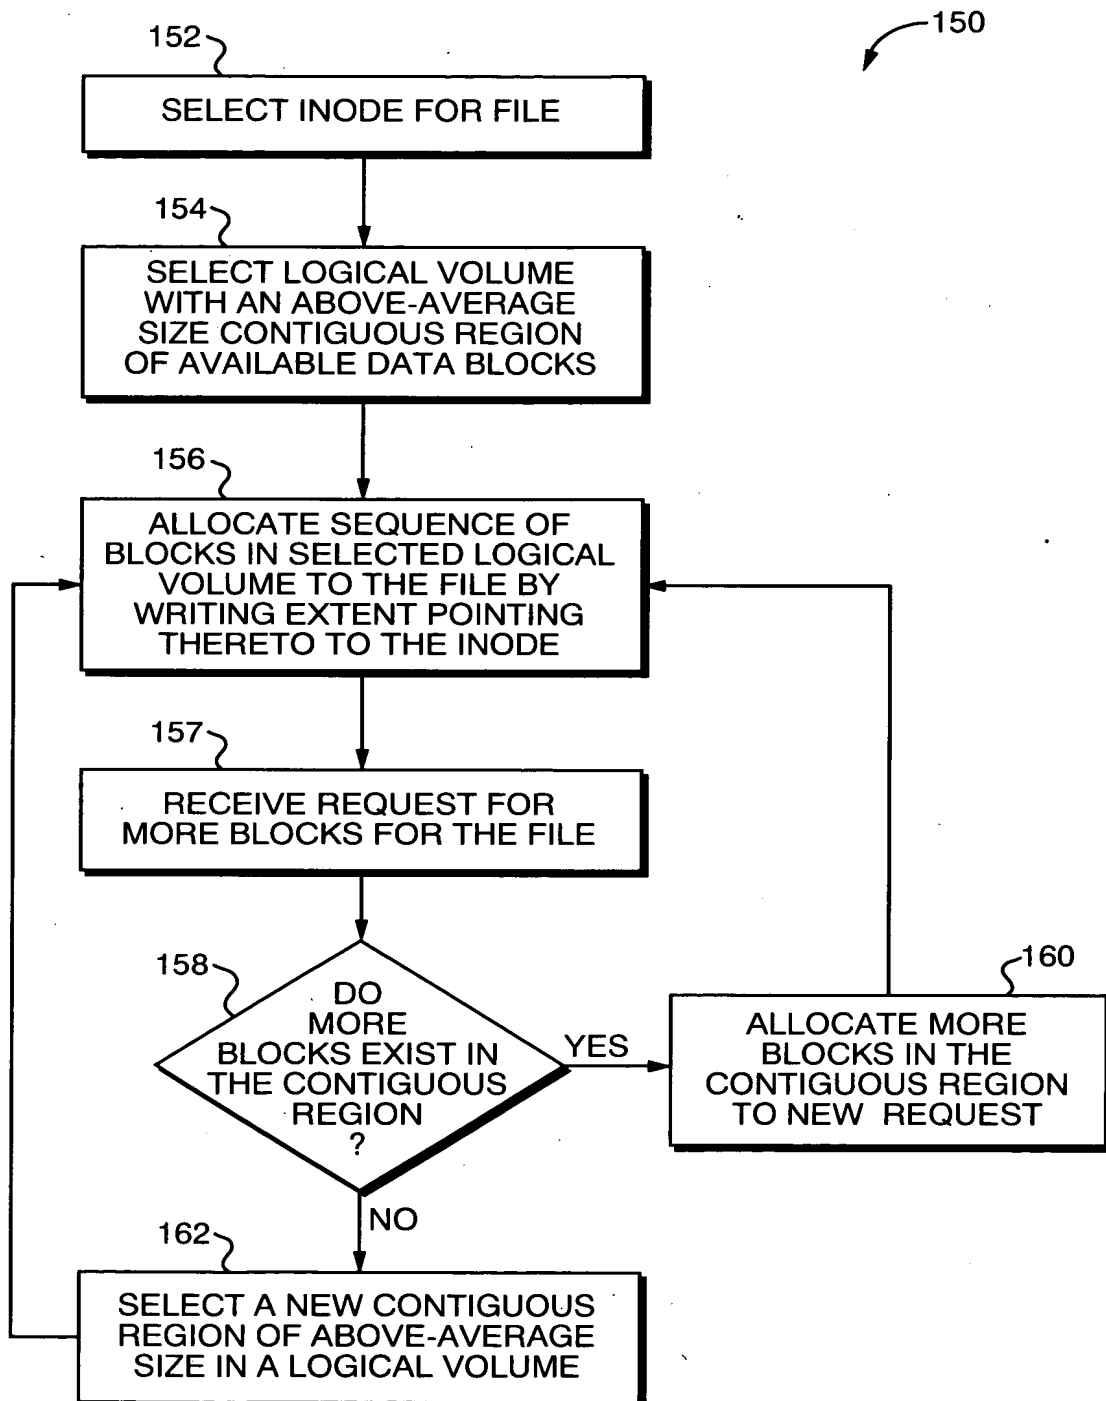 150
152
SELECT INODE FOR FILE
154
SELECT LOGICAL VOLUME
WITH AN ABOVE-AVERAGE
SIZE CONTIGUOUS REGION
OF AVAILABLE DATA BLOCKS
156
ALLOCATE SEQUENCE OF
BLOCKS IN SELECTED LOGICAL
VOLUME TO THE FILE BY
WRITING EXTENT POINTING
THERETO TO THE INODE
157
RECEIVE REQUEST FOR
MORE BLOCKS FOR THE FILE
158
DO
MORE
BLOCKS EXIST IN
THE CONTIGUOUS
REGION
?
YES
160
ALLOCATE MORE
BLOCKS IN THE
CONTIGUOUS REGION
TO NEW REQUEST
NO
162
SELECT A NEW CONTIGUOUS
REGION OF ABOVE-AVERAGE
SIZE IN A LOGICAL VOLUME